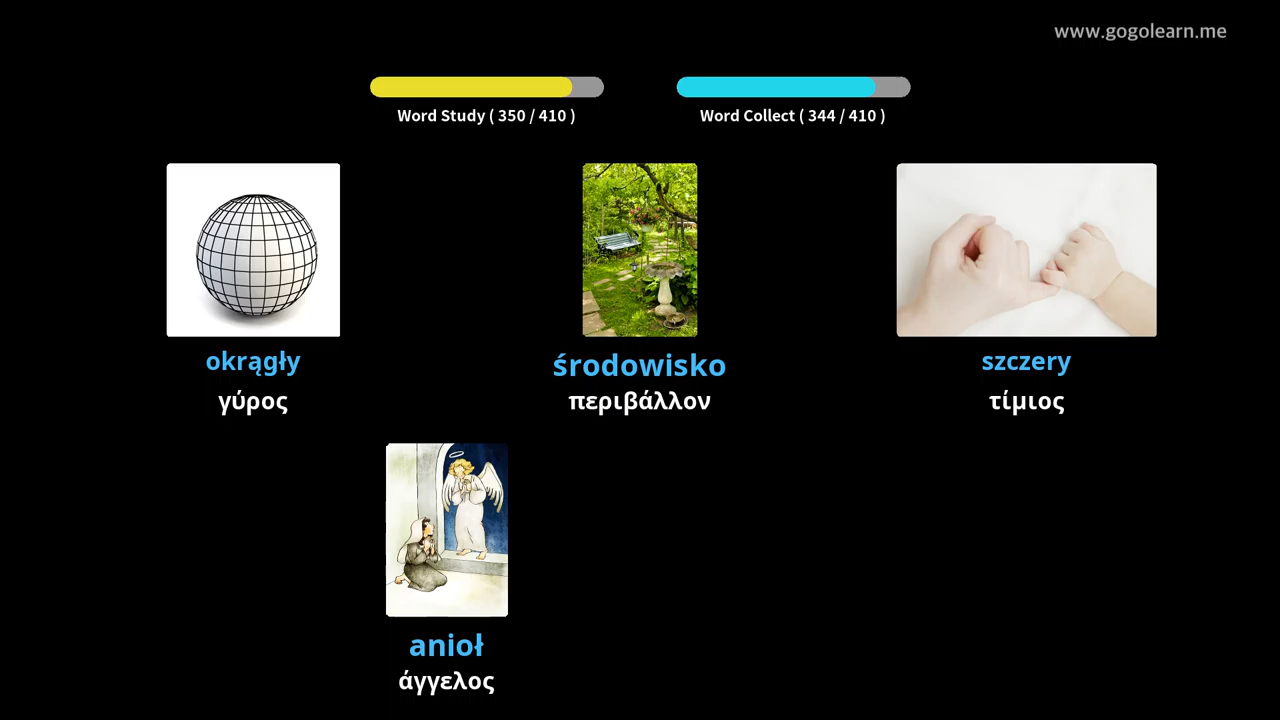 www.gogolearn.me
Word Study ( 350 / 410 )
Word Collect ( 344 / 410 )
okrągły
γύρος
środowisko
περιβάλλον
szczery
τίμιος
anioł
άγγελος